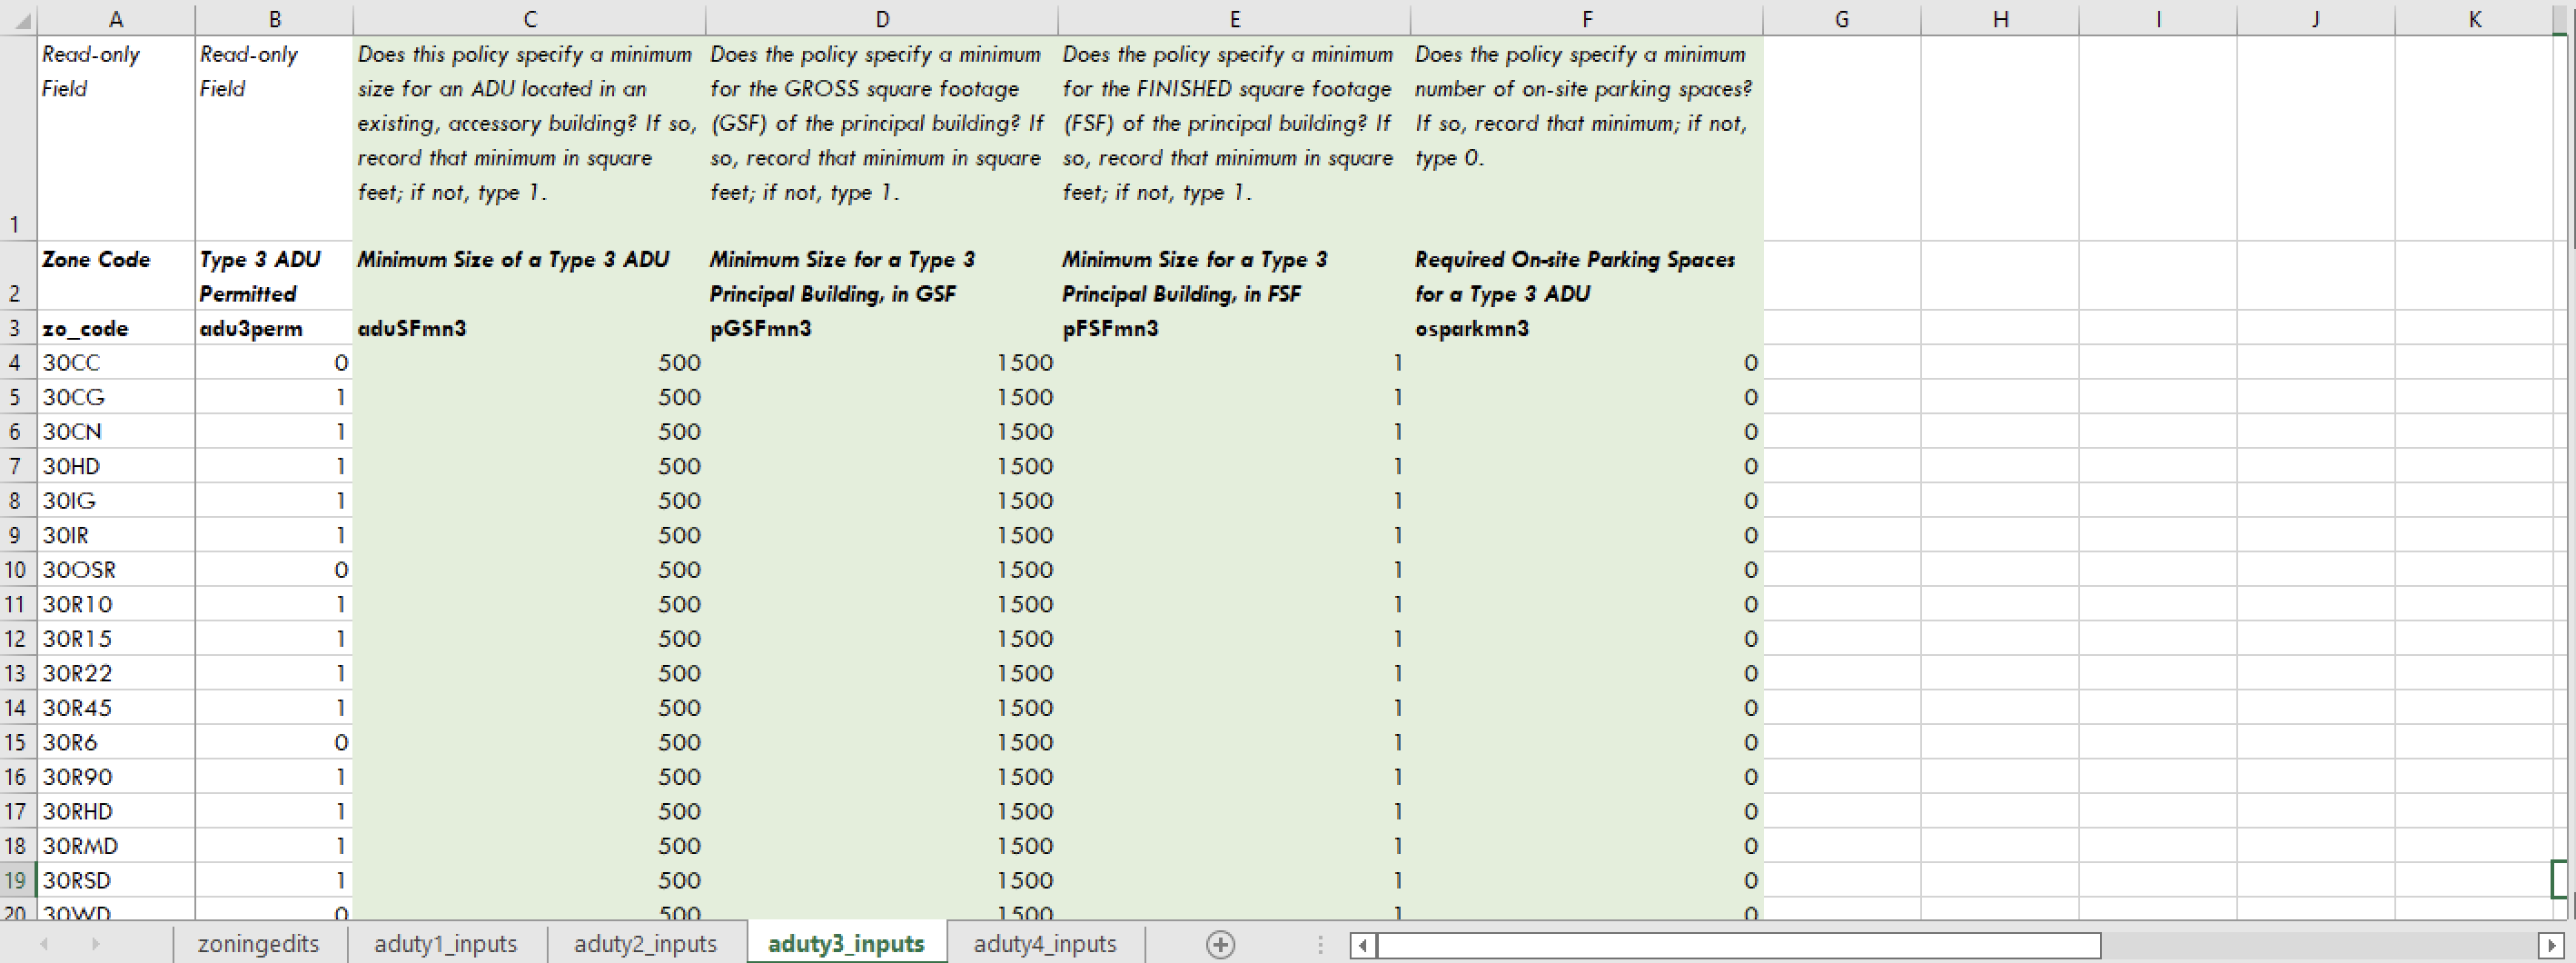 A B C D E F G H I J K
Read-only Read-only Does this policy specify a minimum Does the policy specify a minimum Does the policy specify a minimum Does the policy specify a minimum
Field Field size for an ADU located in an for the GROSS square footage for the FINISHED square footage number of on-site parking spaces?
existing, accessory building? If so, (GSF) of the principal building? If (FSF) of the principal building? If If so, record that minimum; if not,
record that minimum in square so, record that minimum in square so, record that minimum in square type 0.
feet; if not, type 1. feet; if not, type 1. feet; if not, type 1.
1
Zone Code Type 3 ADU Minimum Size of a Type 3 ADU Minimum Size for a Type 3 Minimum Size for a Type 3 Required On-site Parking Spaces
2 Permitted Principal Building, in GSF Principal Building, in FSF for a Type 3 ADU
3 zo_code adu3perm aduSFmn3 pGSFmn3 pFSFmn3 osparkmn3
4 30CC 0 500 1500 1 0
5 30CG 1 500 1500 1 0
6 30CN 1 500 1500 1 0
7 30HD 1 500 1500 1 0
8 30IG 1 500 1500 1 0
9 30IR 1 500 1500 1 0
10 30OSR 0 500 1500 1 0
11 30R10 1 500 1500 1 0
12 30R15 1 500 1500 1 0
13 30R22 1 500 1500 1 0
14 30R45 1 500 1500 1 0
15 30R6 0 500 1500 1 0
16 30R90 1 500 1500 1 0
17 30RHD 1 500 1500 1 0
18 30RMD 1 500 1500 1 0
19 30RSD 1 500 1500 1 0
20 30WD 0 500 1500 1 0
zoningedits aduty1_inputs aduty2_inputs aduty3_inputs aduty4_inputs